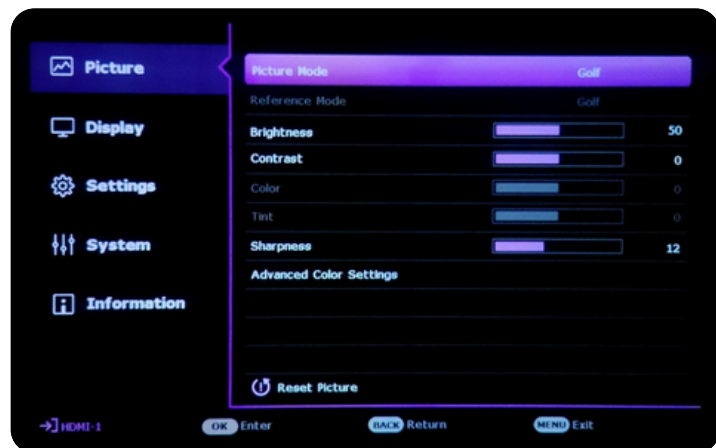 Picture
Display
Settings
System
Information
Picture Mode Golf
Reference Mode Golf
Brightness 50
Contrast 0
Color 0
Tint 0
Sharpness 12
Advanced Color Settings
Reset Picture
HDMI-1
OK Enter
BACK Return
MENU Exit